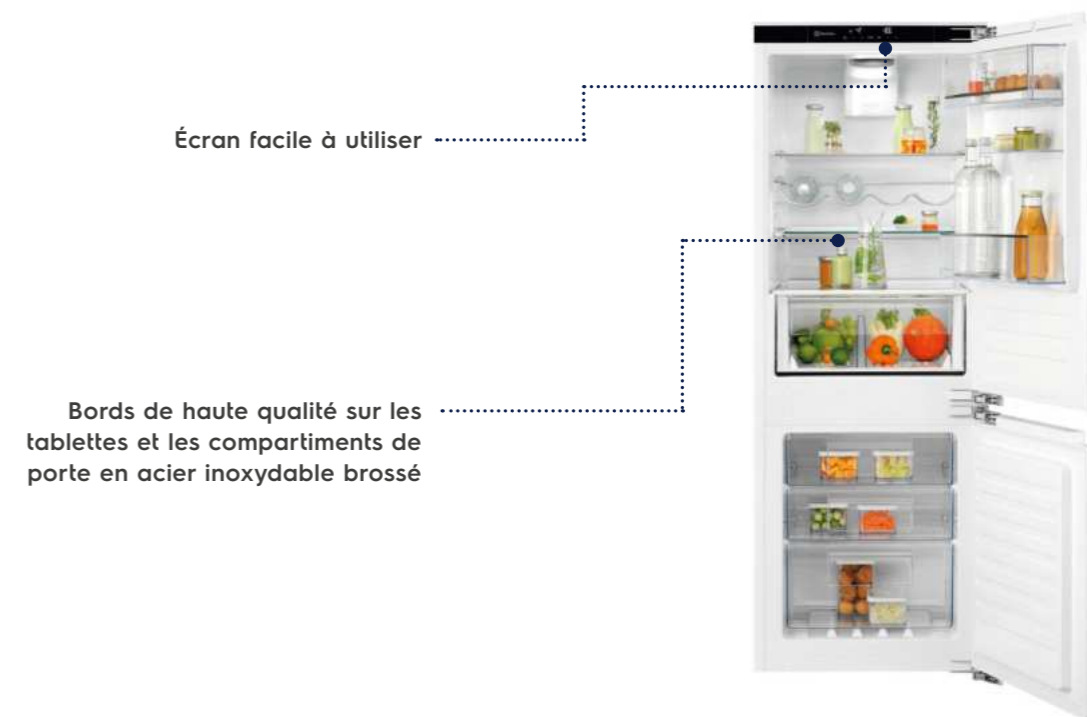 Écran facile à utiliser
Bords de haute qualité sur les
tablettes et les compartiments de
porte en acier inoxydable brossé